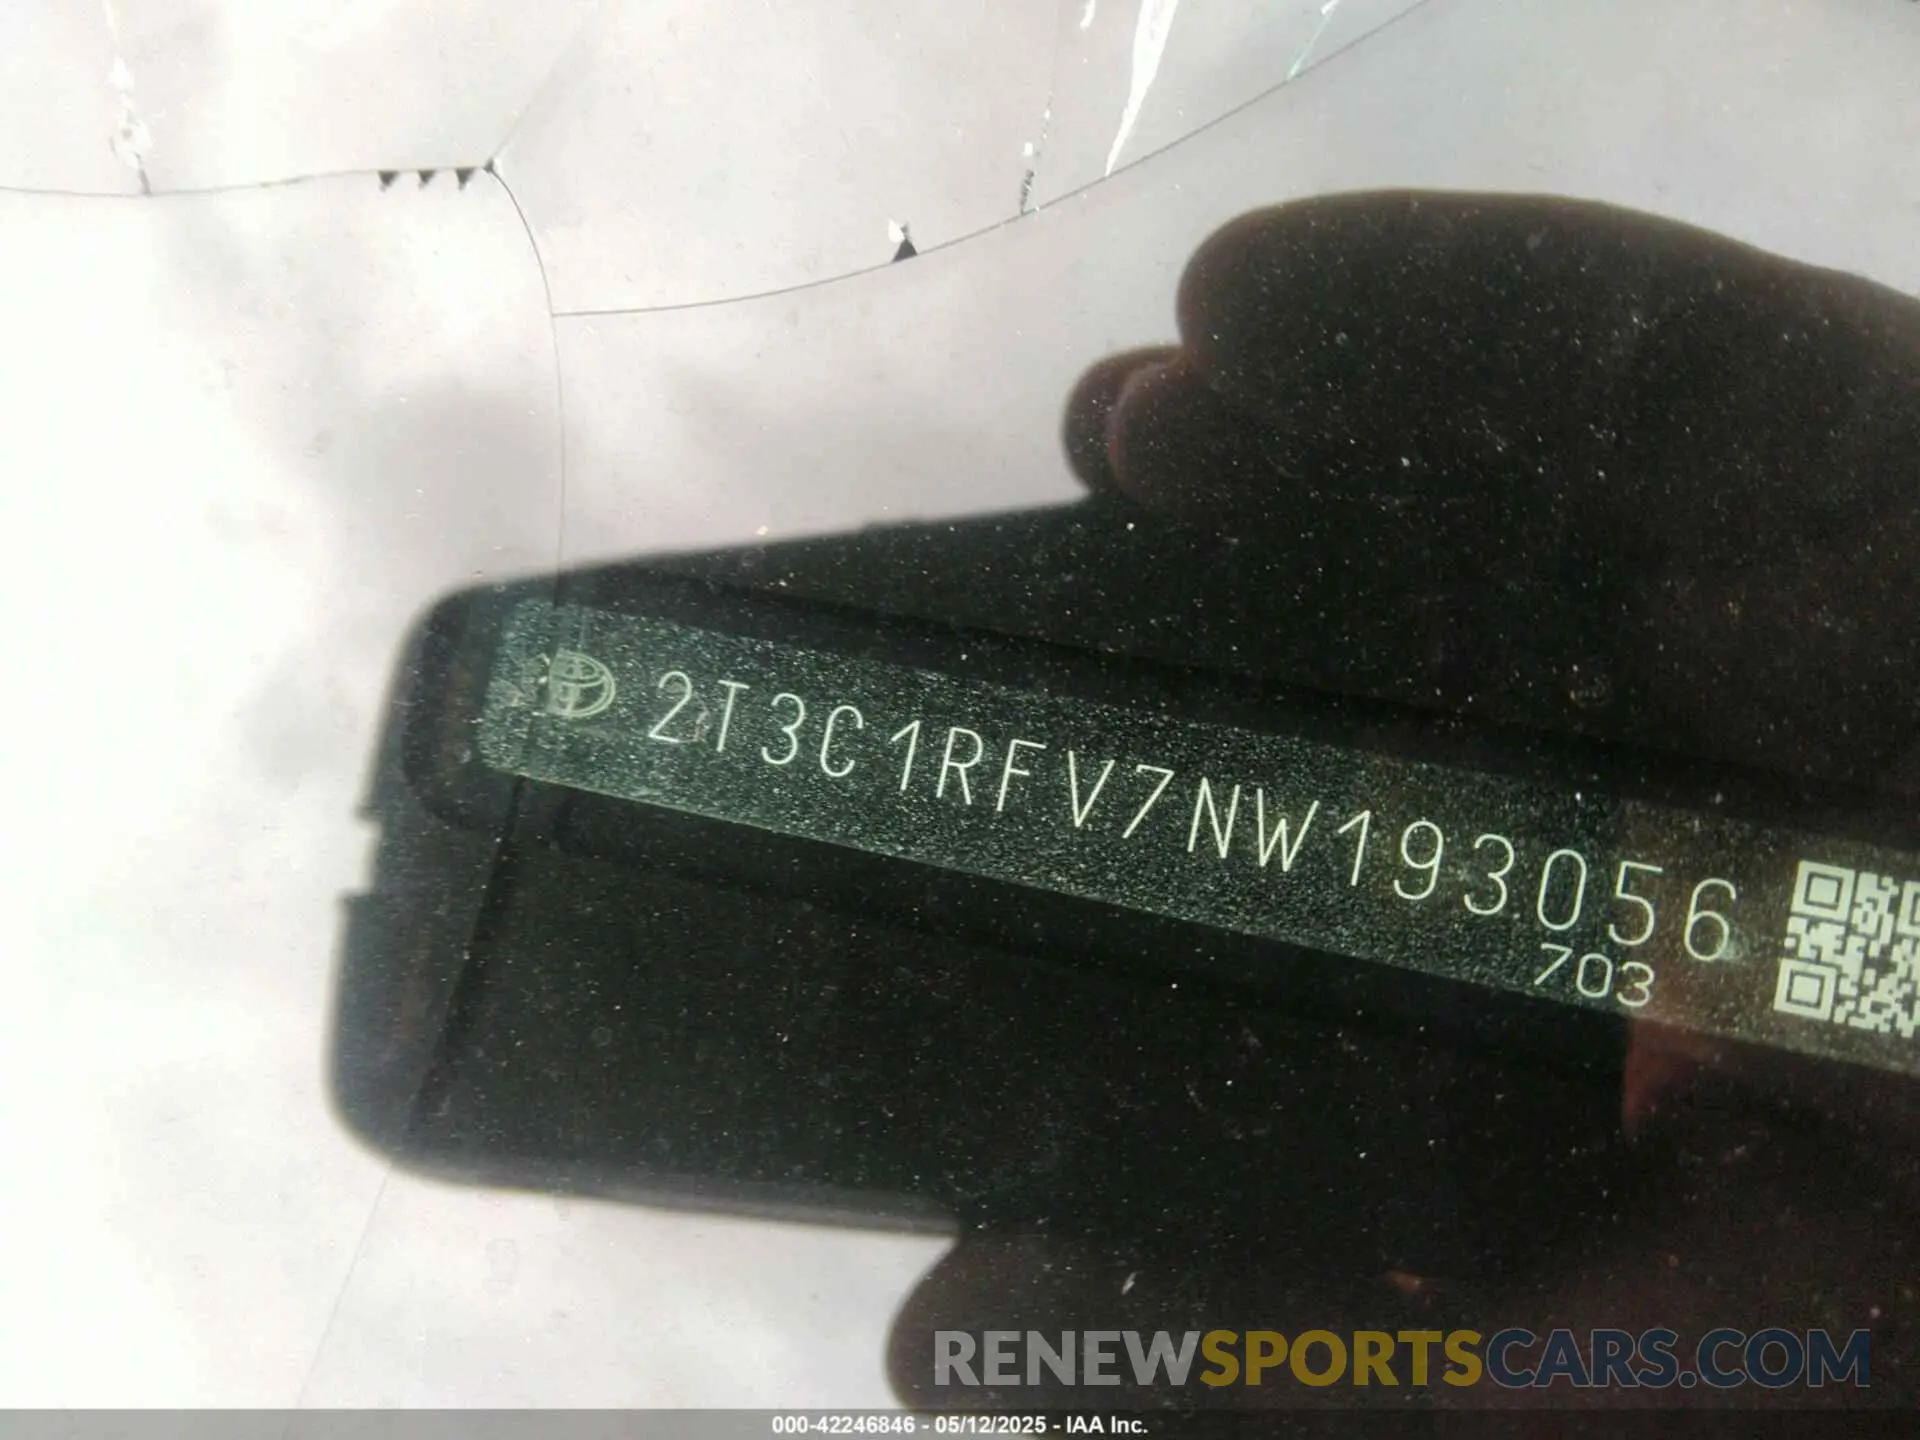 2T3C1RFV7NW193056
703
RENEWSPORTSCARS.COM
000-42246846 - 05/12/2025 - IAA Inc.